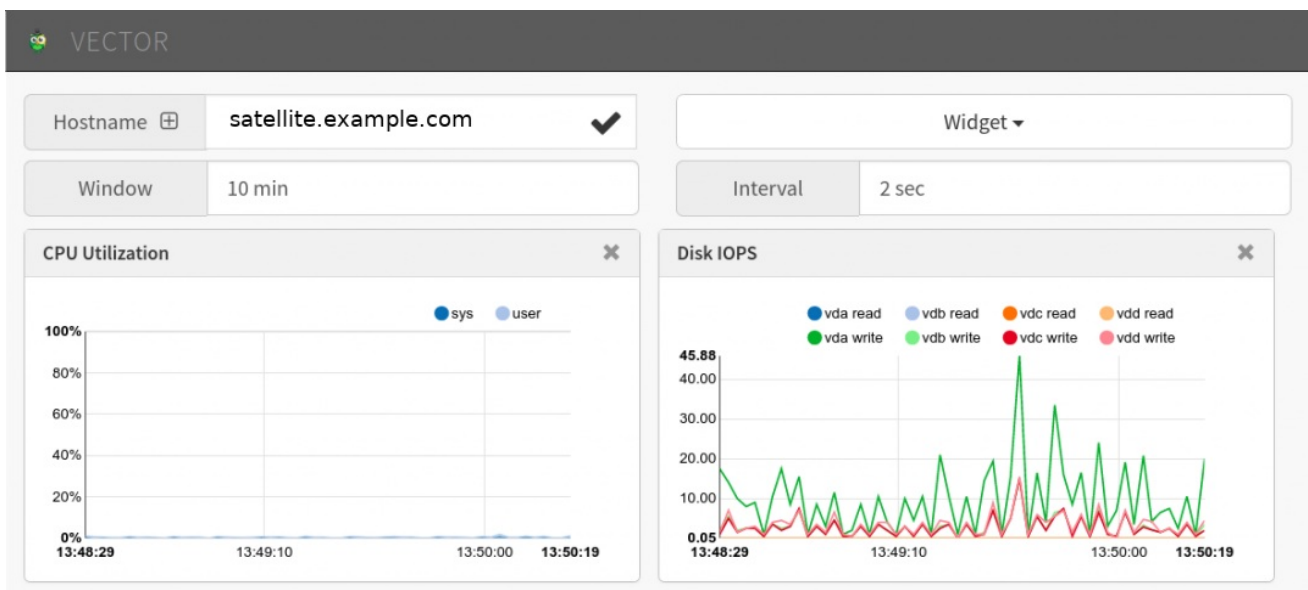 VECTOR
Hostname satellite.example.com
Widget
Window 10 min
Interval 2 sec
CPU Utilization
sys user
100%
80%
60%
40%
20%
0%
13:48:29 13:49:10 13:50:00 13:50:19
Disk IOPS
vda read vdb read vdc read vdd read
vda write vdb write vdc write vdd write
45.88
40.00
30.00
20.00
10.00
0.05
13:48:29 13:49:10 13:50:00 13:50:19